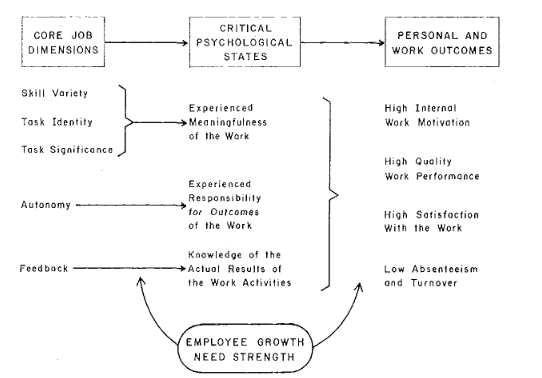 CORE JOB
DIMENSIONS
CRITICAL
PSYCHOLOGICAL
STATES
PERSONAL AND
WORK OUTCOMES
Skill Variety
Task Identity
Task Significance
Experienced
Meaningfulness
of the Work
High Internal
Work Motivation
High Quality
Work Performance
Autonomy
Experienced
Responsibility
for Outcomes
of the Work
High Satisfaction
With the Work
Feedback
Knowledge of the
Actual Results of
the Work Activities
Low Absenteeism
and Turnover
EMPLOYEE GROWTH
NEED STRENGTH